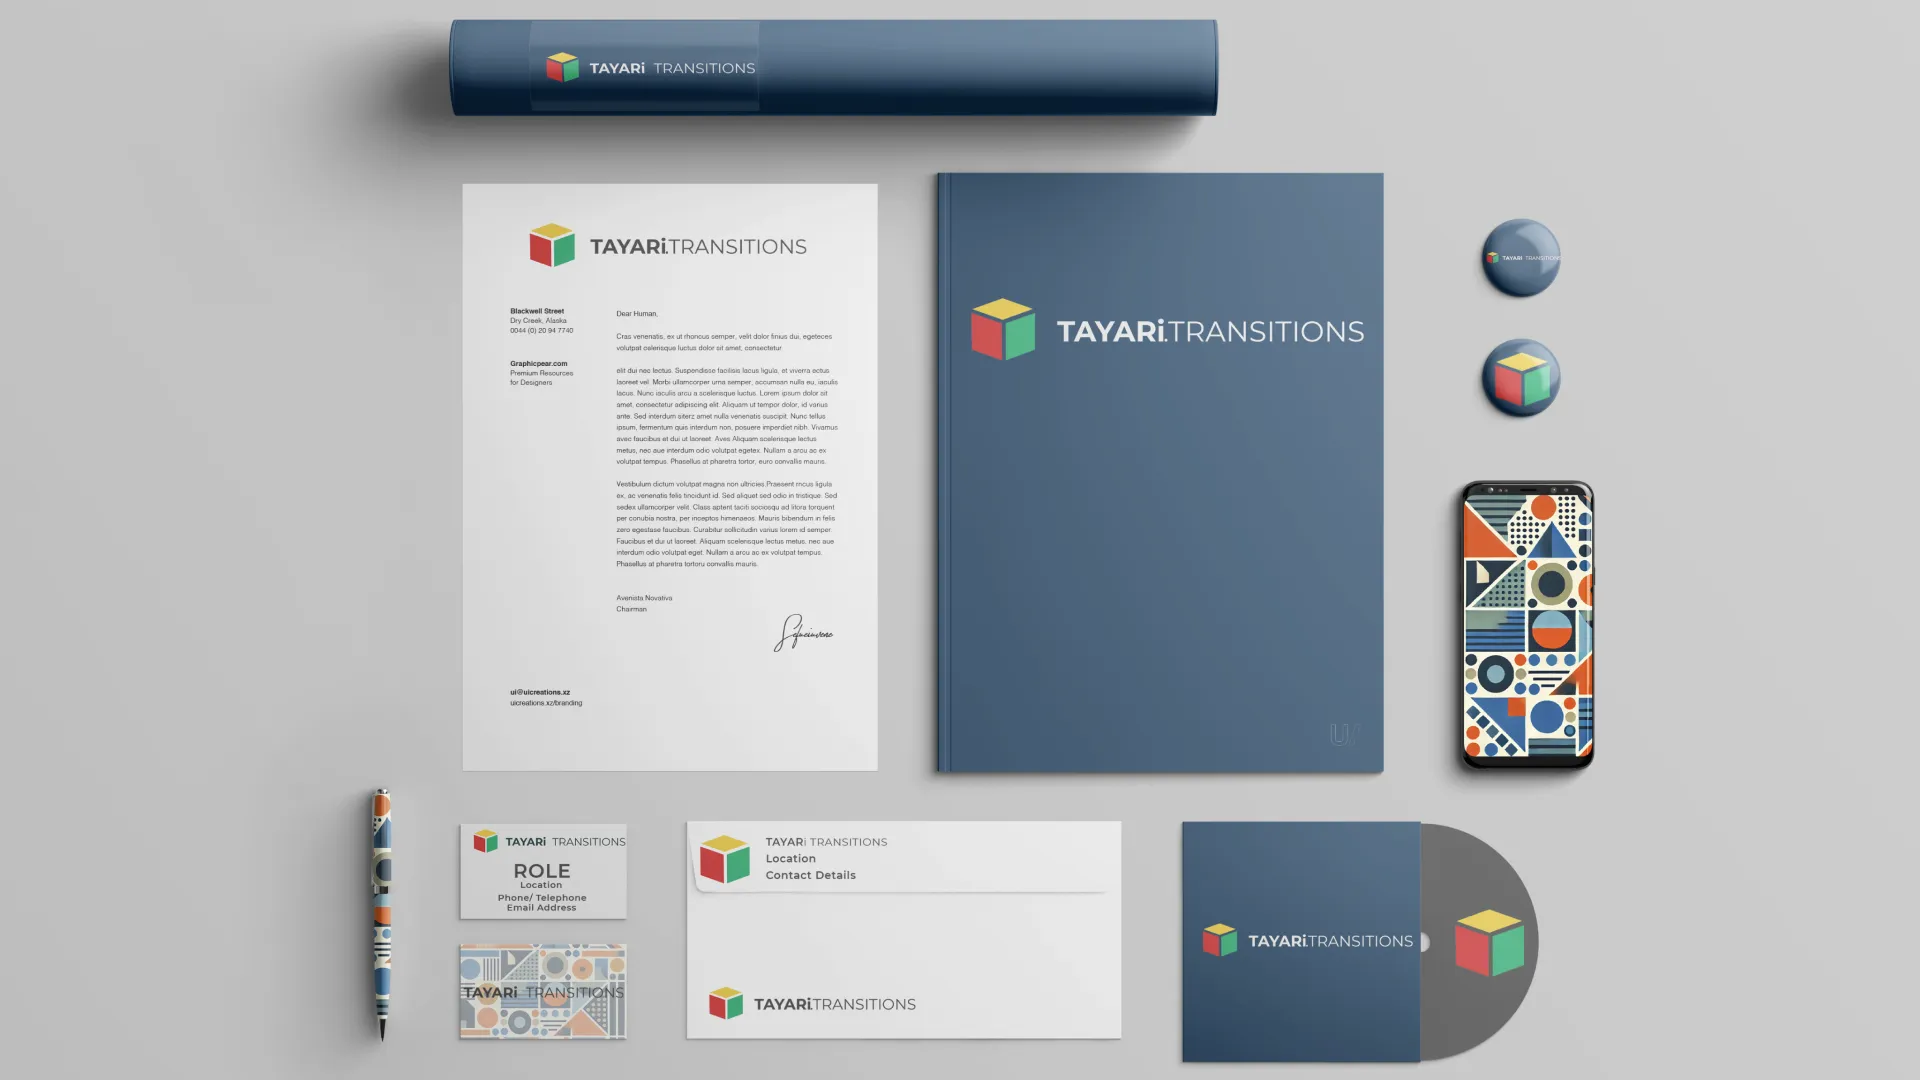 TAYARi TRANSITIONS
TAYARi.TRANSITIONS
Blackwell Street
Dry Creek, Alaska
0044 (0) 20 94 7740
Graphicpear.com
Premium Resources
for Designers
Dear Human,
Cras venenatis, ex ut rhoncus semper, velit dolor finius dui, egeteces
volutpat celerisque luctus dolor sit amet, consectetur
elit dui nec lectus. Suspendisse facilisis lacus ligula, et viverra actus
laoreet vel. Morbi ullamcorper urna semper, accumsan nulla eu, iaculis
lacus. Nunc iaculis arcu a scelerisque luctus. Lorem ipsum dolor sit
amet, consectetur adipiscing elit. Aliquam ut tempor dolor, id varius
ante. Sed interdum siterz amet nulla venenatis suscipit. Nunc tellus
ipsum, fermentum quis interdum non, posuere imperdiet nibh. Vivamus
avec faucibus et dui ut laoreet. Aves Aliquam scelerisque lectus
metus, nec aue interdum odio volutpat egetex. Nullam a arcu ac ex
volutpat tempus. Phasellus at pharetra tortor, euro convallis mauris.
Vestibulum dictum volutpat magna non ultricies.Praesent rrcus ligula
ex, ac venenatis felis tincidunt id. Sed aliquet sed odio in tristique. Sed
sedex ullamcorper velit. Class aptent taciti sociosqu ad litora torquent
per conubia nostra, per inceptos himenaeos. Mauris bibendum in felis
zero egestase faucibus. Curabitur sollicitudin varius lorem id semper.
Faucibus et dui ut laoreet. Aliquam scelerisque lectus metus, nec aue
interdum odio volutpat eget. Nullam a arcu ac ex volutpat tempus.
Phasellus at pharetra tortoru convallis mauris.
Avenista Novativa
Chairman
ui@uicreations.xz
uicreations.xz/branding
TAYARi.TRANSITIONS
TAYARi TRANSITIONS
TAYARi TRANSITIONS
ROLE
Location
Phone/ Telephone
Email Address
TAYARi TRANSITIONS
TAYARi TRANSITIONS
Location
Contact Details
TAYARi.TRANSITIONS
TAYARi.TRANSITIONS